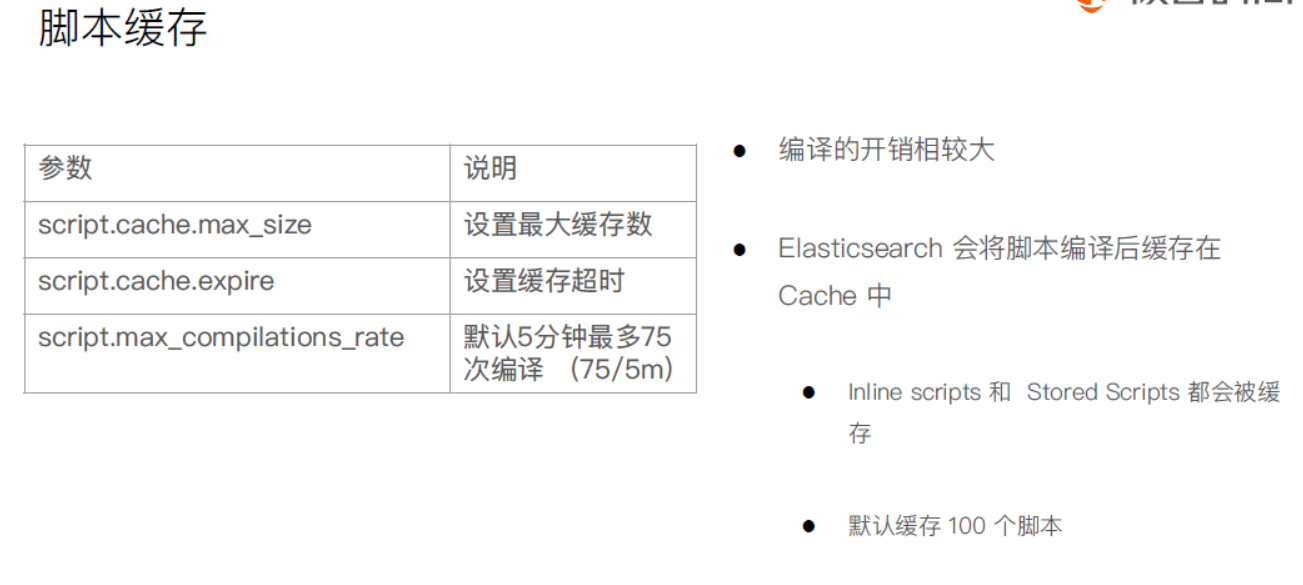 脚本缓存
参数 说明
script.cache.max_size 设置最大缓存数
script.cache.expire 设置缓存超时
script.max_compilations_rate 默认5分钟最多75
次编译 （75/5m）
● 编译的开销相较大
● Elasticsearch 会将脚本编译后缓存在
Cache 中
● Inline scripts 和 Stored Scripts 都会被缓
存
● 默认缓存 100 个脚本